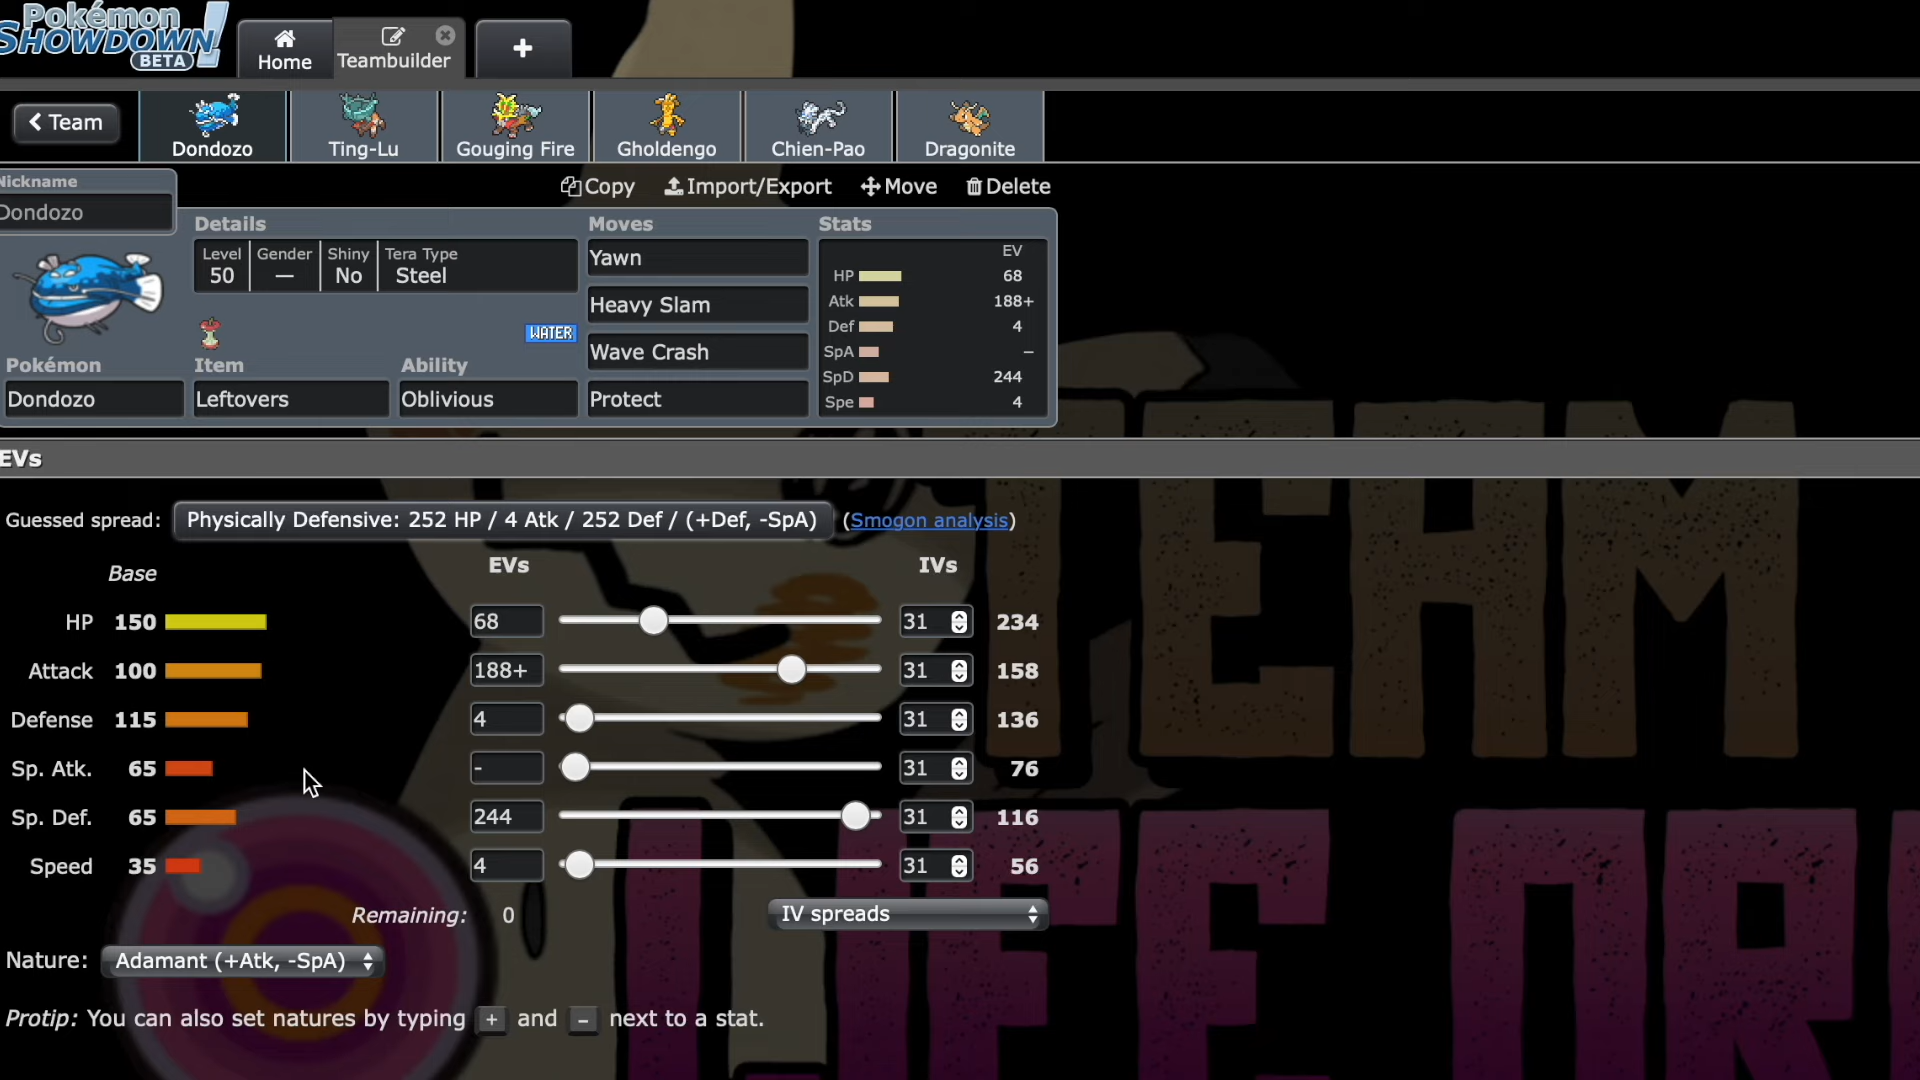 Pokémon
SHOWDOWN!
BETA
Home
Teambuilder
+
Team
Dondozo
Ting-Lu
Gouging Fire
Gholdengo
Chien-Pao
Dragonite
Copy
Import/Export
Move
Delete
Nickname
Dondozo
Details
Moves
Stats
Level
50
Gender
—
Shiny
No
Tera Type
Steel
WATER
Pokémon
Dondozo
Item
Leftovers
Ability
Oblivious
Yawn
Heavy Slam
Wave Crash
Protect
EV
HP 68
Atk 188+
Def 4
SpA –
SpD 244
Spe 4
EVs
Guessed spread: Physically Defensive: 252 HP / 4 Atk / 252 Def / (+Def, -SpA) (Smogon analysis)
Base EVs IVs
HP 150 68 31 234
Attack 100 188+ 31 158
Defense 115 4 31 136
Sp. Atk. 65 - 31 76
Sp. Def. 65 244 31 116
Speed 35 4 31 56
Remaining: 0 IV spreads
Nature: Adamant (+Atk, -SpA)
Protip: You can also set natures by typing + and - next to a stat.
TEAM